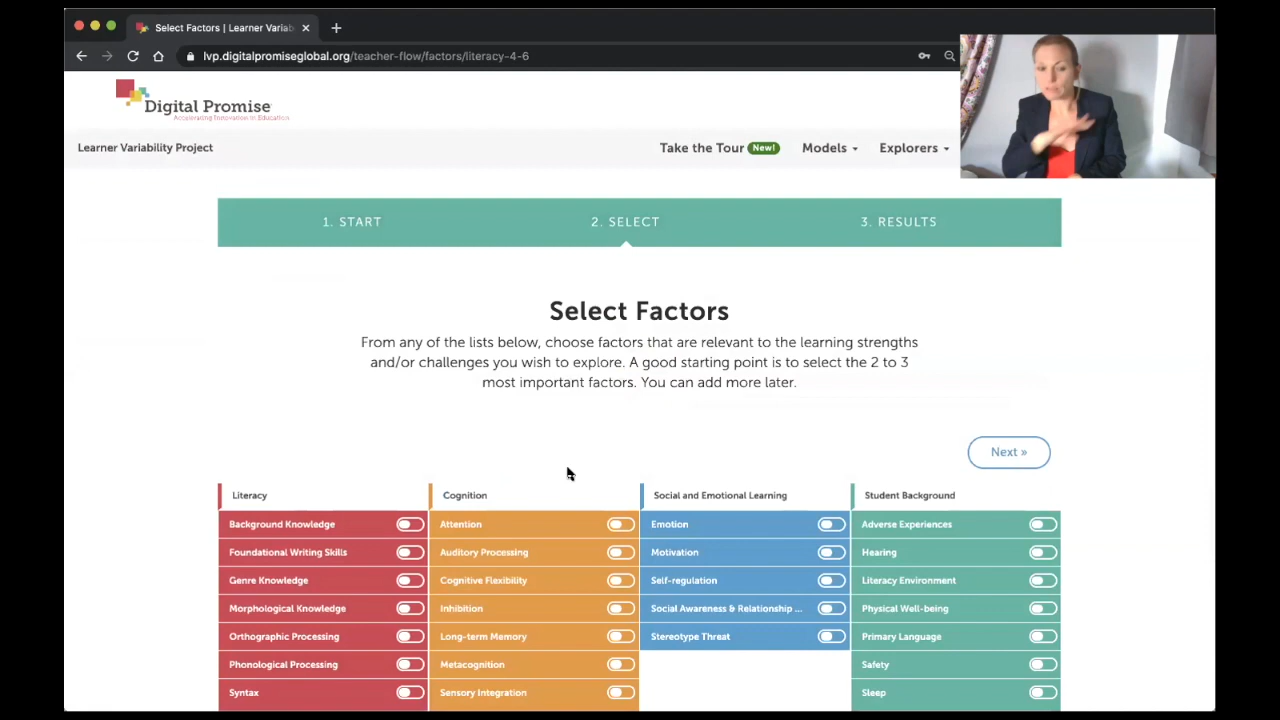 Select Factors | Learner Variab
lvp.digitalpromiseglobal.org/teacher-flow/factors/literacy-4-6
Digital Promise
Accelerating Innovation in Education
Learner Variability Project
Take the Tour New!
Models
Explorers
1. START
2. SELECT
3. RESULTS
Select Factors
From any of the lists below, choose factors that are relevant to the learning strengths
and/or challenges you wish to explore. A good starting point is to select the 2 to 3
most important factors. You can add more later.
Next »
Literacy
Background Knowledge
Foundational Writing Skills
Genre Knowledge
Morphological Knowledge
Orthographic Processing
Phonological Processing
Syntax
Cognition
Attention
Auditory Processing
Cognitive Flexibility
Inhibition
Long-term Memory
Metacognition
Sensory Integration
Social and Emotional Learning
Emotion
Motivation
Self-regulation
Social Awareness & Relationship ...
Stereotype Threat
Student Background
Adverse Experiences
Hearing
Literacy Environment
Physical Well-being
Primary Language
Safety
Sleep